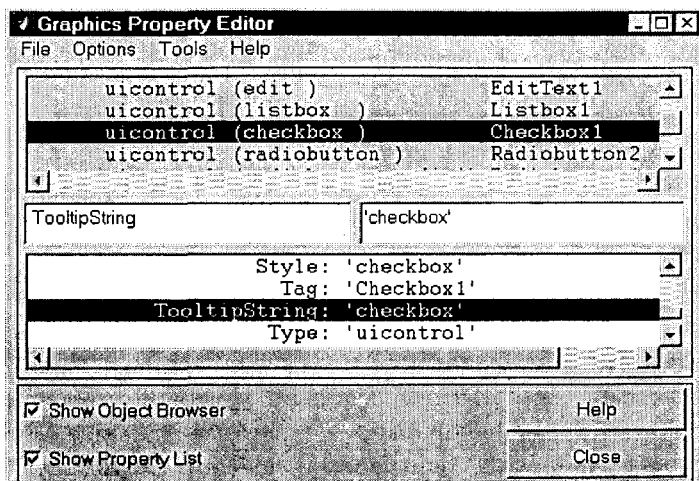 Graphics Property Editor
File Options Tools Help
uicontrol (edit ) EditText1
uicontrol (listbox ) Listbox1
uicontrol (checkbox ) Checkbox1
uicontrol (radiobutton ) Radiobutton2
TooltipString 'checkbox'
Style: 'checkbox'
Tag: 'Checkbox1'
TooltipString: 'checkbox'
Type: 'uicontrol'
Show Object Browser Help
Show Property List Close